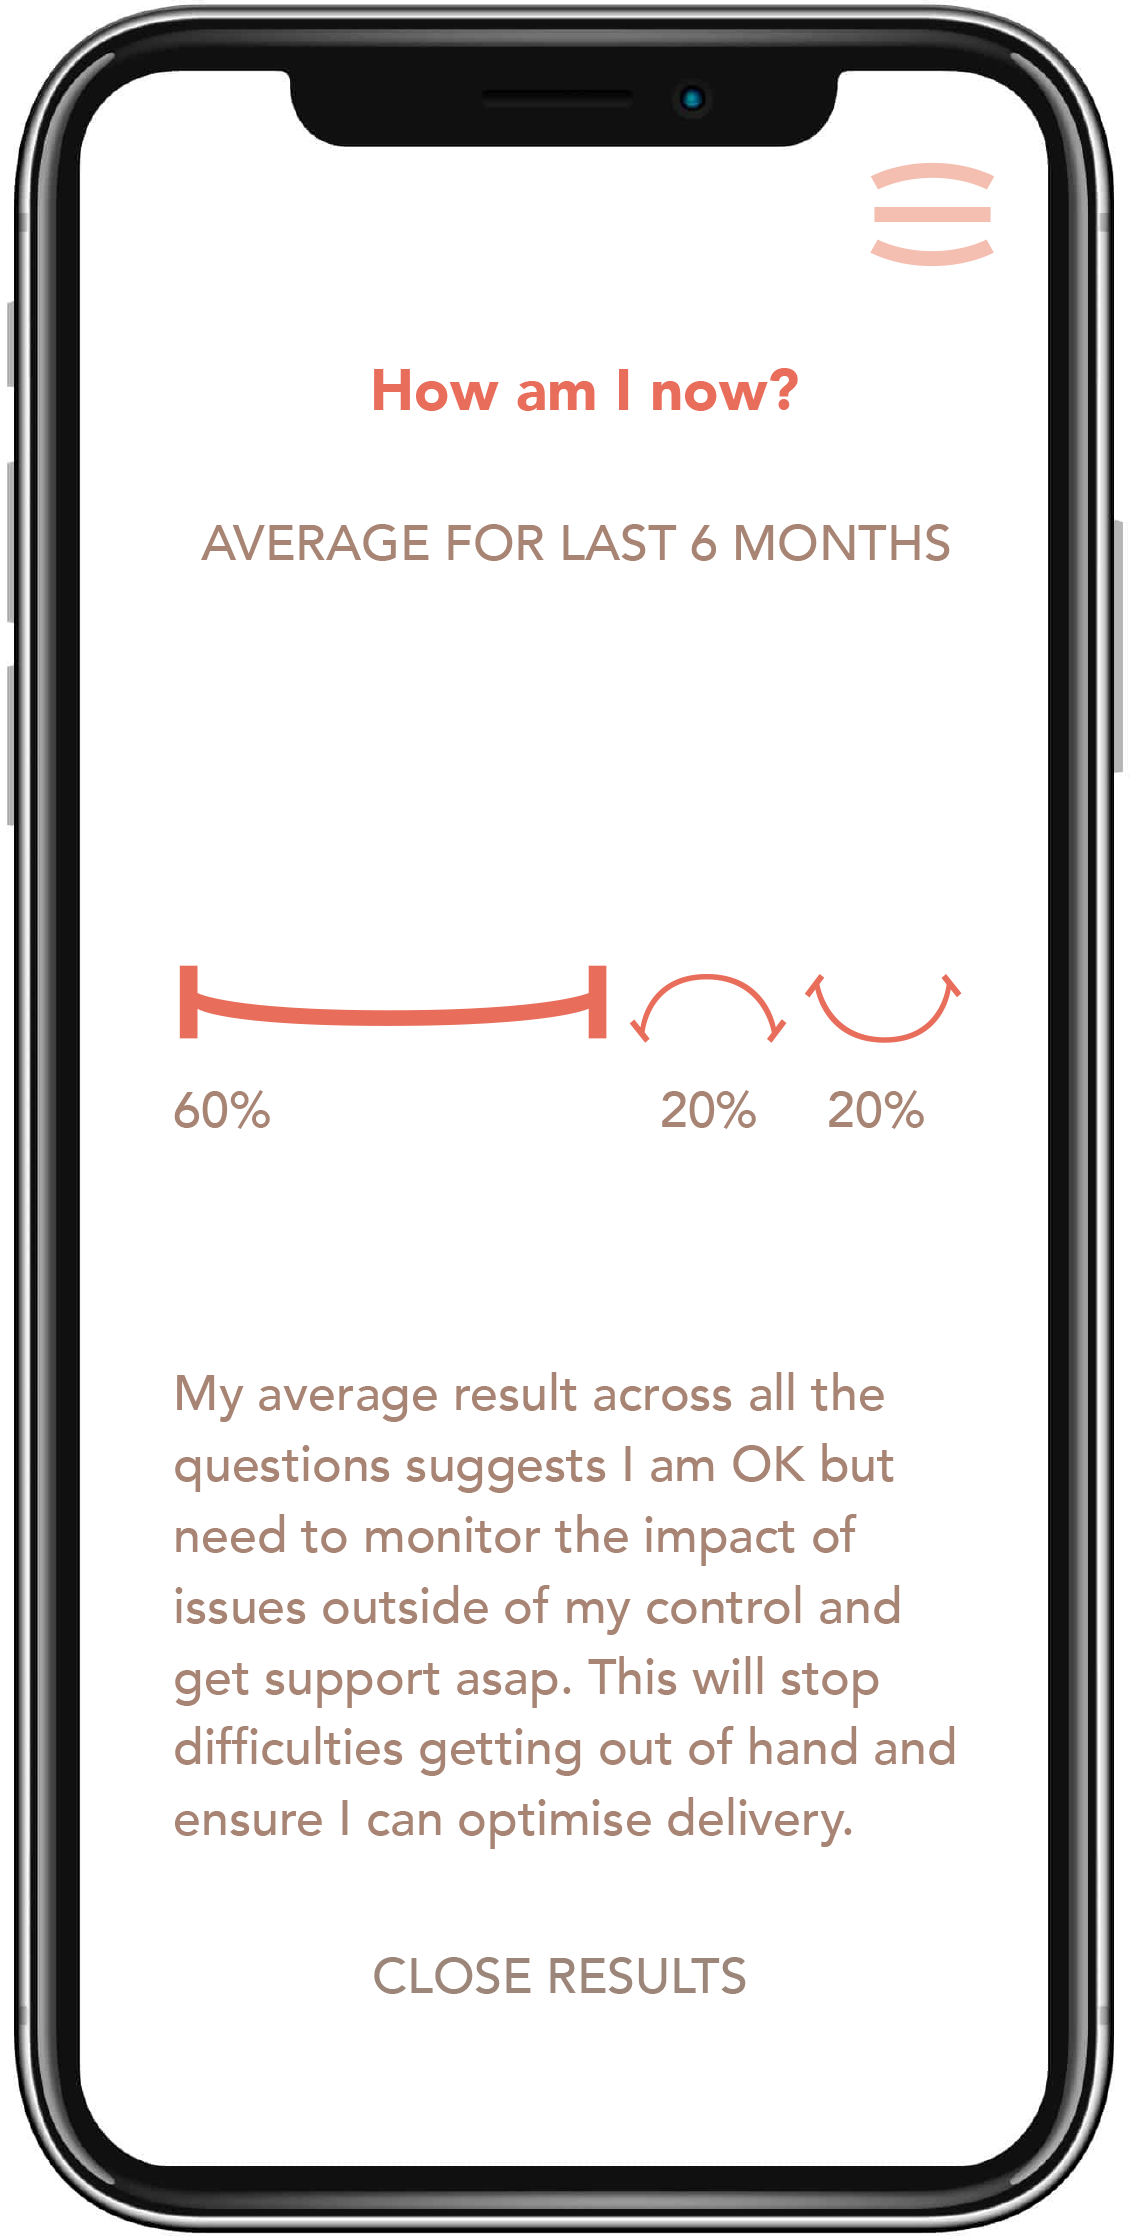 How am I now?
AVERAGE FOR LAST 6 MONTHS
60% 20% 20%
My average result across all the
questions suggests I am OK but
need to monitor the impact of
issues outside of my control and
get support asap. This will stop
difficulties getting out of hand and
ensure I can optimise delivery.
CLOSE RESULTS